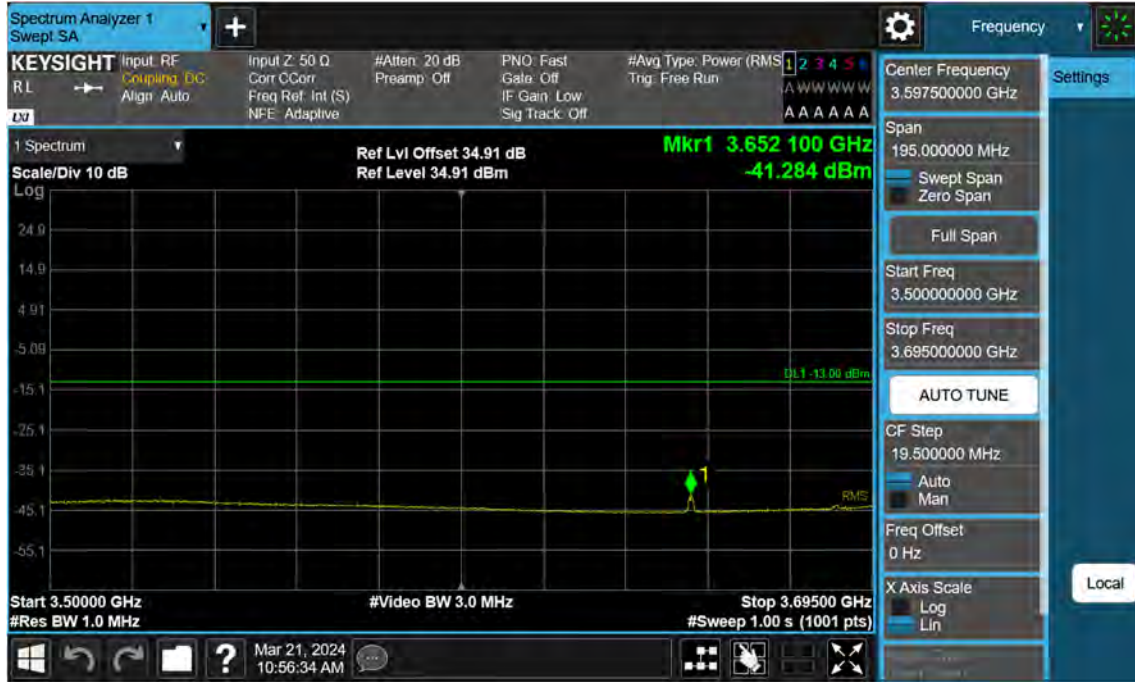 Spectrum Analyzer 1
Swept SA
Frequency
Settings
KEYSIGHT
RL
LXI
Input: RF
Coupling: DC
Align: Auto
Input Z: 50 Ω
Corr CCorr
Freq Ref: Int (S)
NFE: Adaptive
#Atten: 20 dB
Preamp: Off
PNO: Fast
Gate: Off
IF Gain: Low
Sig Track: Off
#Avg Type: Power (RMS
Trig: Free Run
1 2 3 4 5 6
A W W W W W
A A A A A A
1 Spectrum
Scale/Div 10 dB
Log
Ref Lvl Offset 34.91 dB
Ref Level 34.91 dBm
Mkr1 3.652 100 GHz
-41.284 dBm
24.9
14.9
4.91
-5.09
-15.1
-25.1
-35.1
-45.1
-55.1
DL1 -13.00 dBm
1
RMS
Start 3.50000 GHz
#Res BW 1.0 MHz
#Video BW 3.0 MHz
Stop 3.69500 GHz
#Sweep 1.00 s (1001 pts)
Center Frequency
3.597500000 GHz
Span
195.000000 MHz
Swept Span
Zero Span
Full Span
Start Freq
3.500000000 GHz
Stop Freq
3.695000000 GHz
AUTO TUNE
CF Step
19.500000 MHz
Auto
Man
Freq Offset
0 Hz
X Axis Scale
Log
Lin
Local
?
Mar 21, 2024
10:56:34 AM